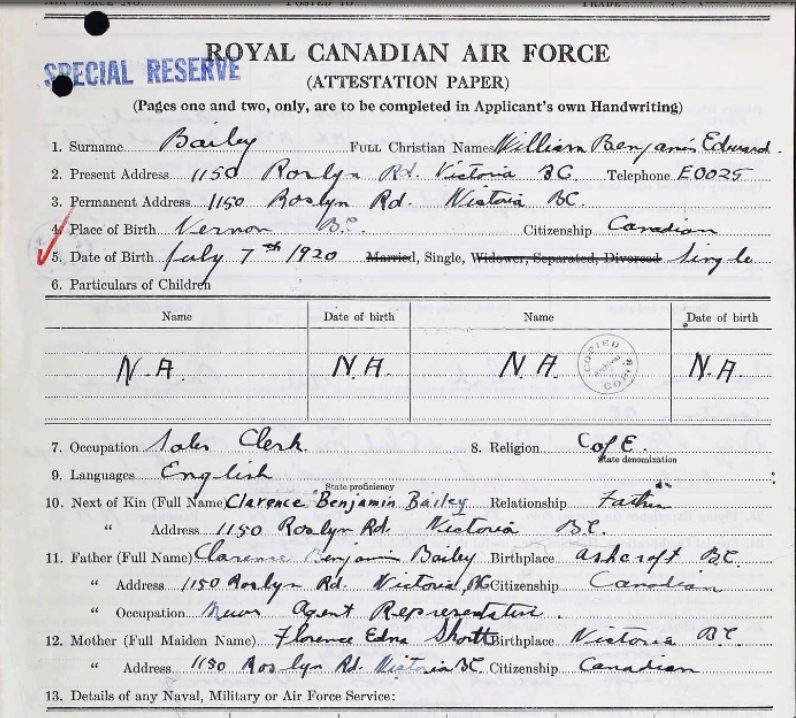 SPECIAL RESERVE
ROYAL CANADIAN AIR FORCE
(ATTESTATION PAPER)
(Pages one and two, only, are to be completed in Applicant's own Handwriting)
1. Surname Bailey Full Christian Names William Benjamin Edward
2. Present Address 1150 Roslyn Rd. Victoria BC. Telephone E0025
3. Permanent Address 1150 Roslyn Rd. Victoria BC.
4. Place of Birth Vernon B.C. Citizenship Canadian
5. Date of Birth July 7th 1920 Married, Single, Widower, Separated, Divorced Single
6. Particulars of Children
Name Date of birth Name Date of birth
N.A. N.A. N.A. N.A.
COPIED
7. Occupation Sales Clerk. 8. Religion C of E.
State denomination
9. Languages English
State proficiency
10. Next of Kin (Full Name) Clarence Benjamin Bailey Relationship Father
" Address 1150 Roslyn Rd. Victoria B.C.
11. Father (Full Name) Clarence Benjamin Bailey Birthplace Ashcroft B.C.
" Address 1150 Roslyn Rd. Victoria, BC Citizenship Canadian
" Occupation News Agent Representative.
12. Mother (Full Maiden Name) Florence Edna Shortt Birthplace Victoria B.C.
" Address 1150 Roslyn Rd. Victoria BC. Citizenship Canadian
13. Details of any Naval, Military or Air Force Service: